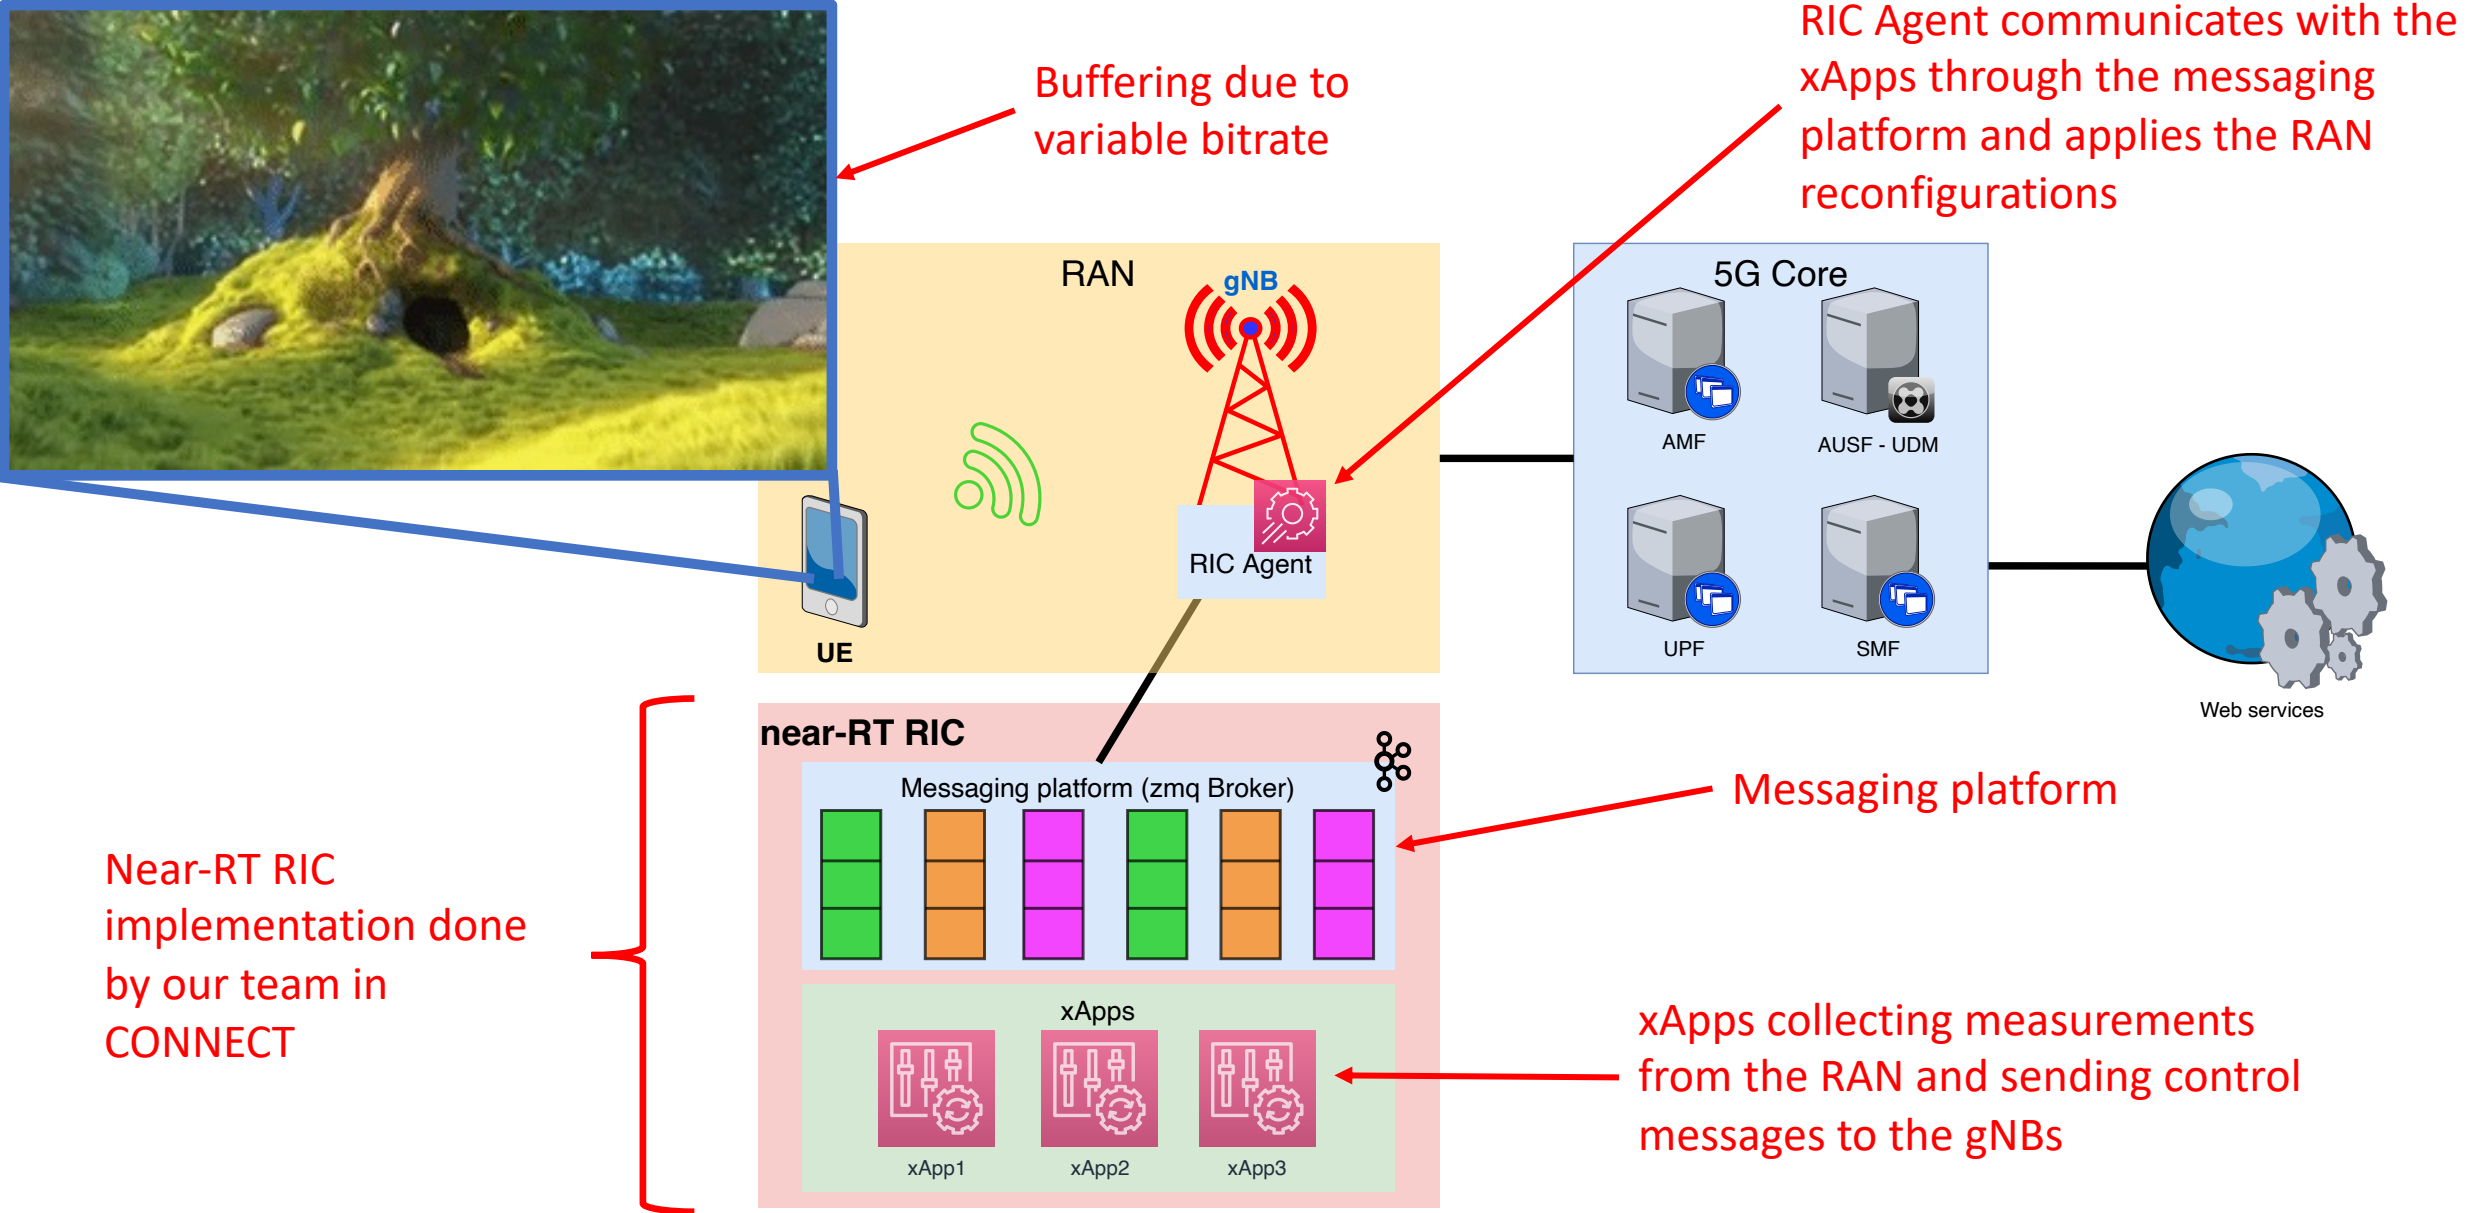 RIC Agent communicates with the
xApps through the messaging
platform and applies the RAN
reconfigurations
Buffering due to
variable bitrate
RAN
gNB
5G Core
AMF
AUSF - UDM
RIC Agent
UPF
SMF
UE
Web services
near-RT RIC
Messaging platform (zmq Broker)
Messaging platform
Near-RT RIC
implementation done
by our team in
CONNECT
xApps
xApp1
xApp2
xApp3
xApps collecting measurements
from the RAN and sending control
messages to the gNBs